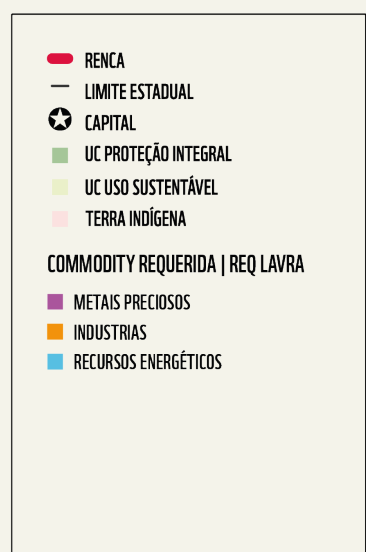 RENCA
LIMITE ESTADUAL
CAPITAL
UC PROTEÇÃO INTEGRAL
UC USO SUSTENTÁVEL
TERRA INDÍGENA
COMMODITY REQUERIDA | REQ LAVRA
METAIS PRECIOSOS
INDUSTRIAS
RECURSOS ENERGÉTICOS